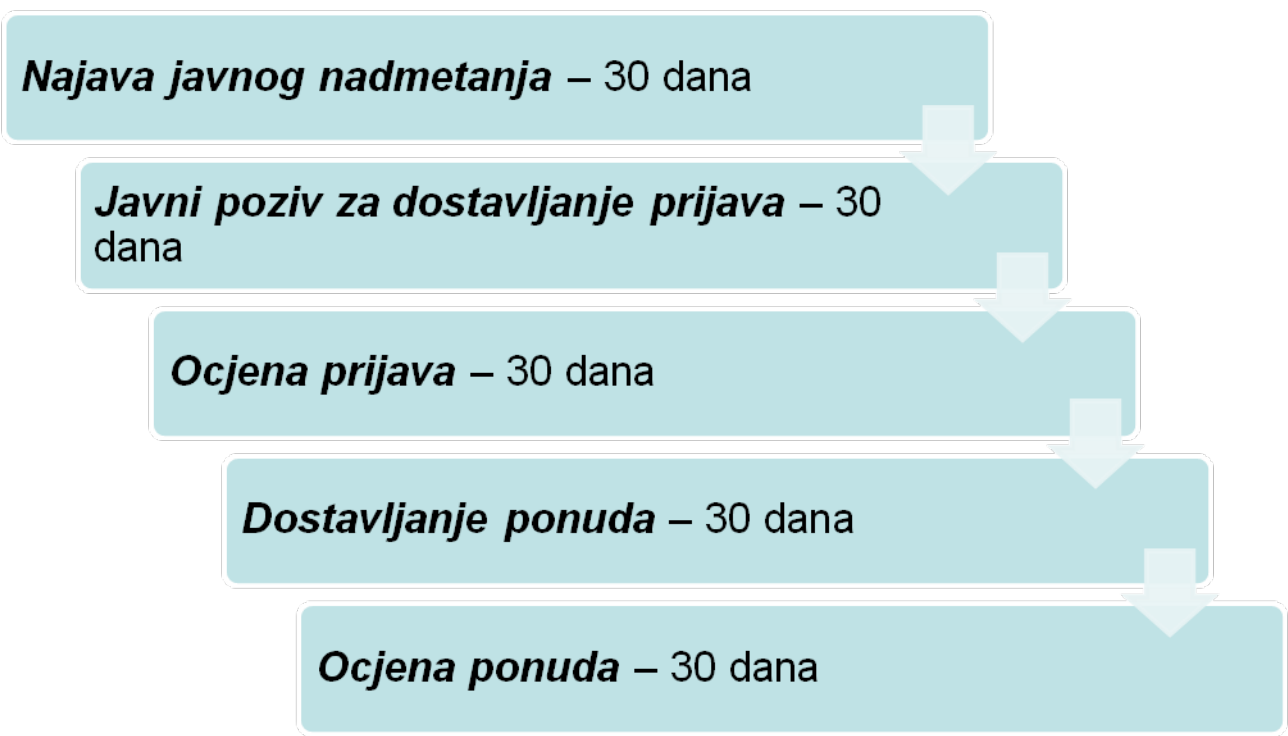 Najava javnog nadmetanja – 30 dana
Javni poziv za dostavljanje prijava – 30
dana
Ocjena prijava – 30 dana
Dostavljanje ponuda – 30 dana
Ocjena ponuda – 30 dana